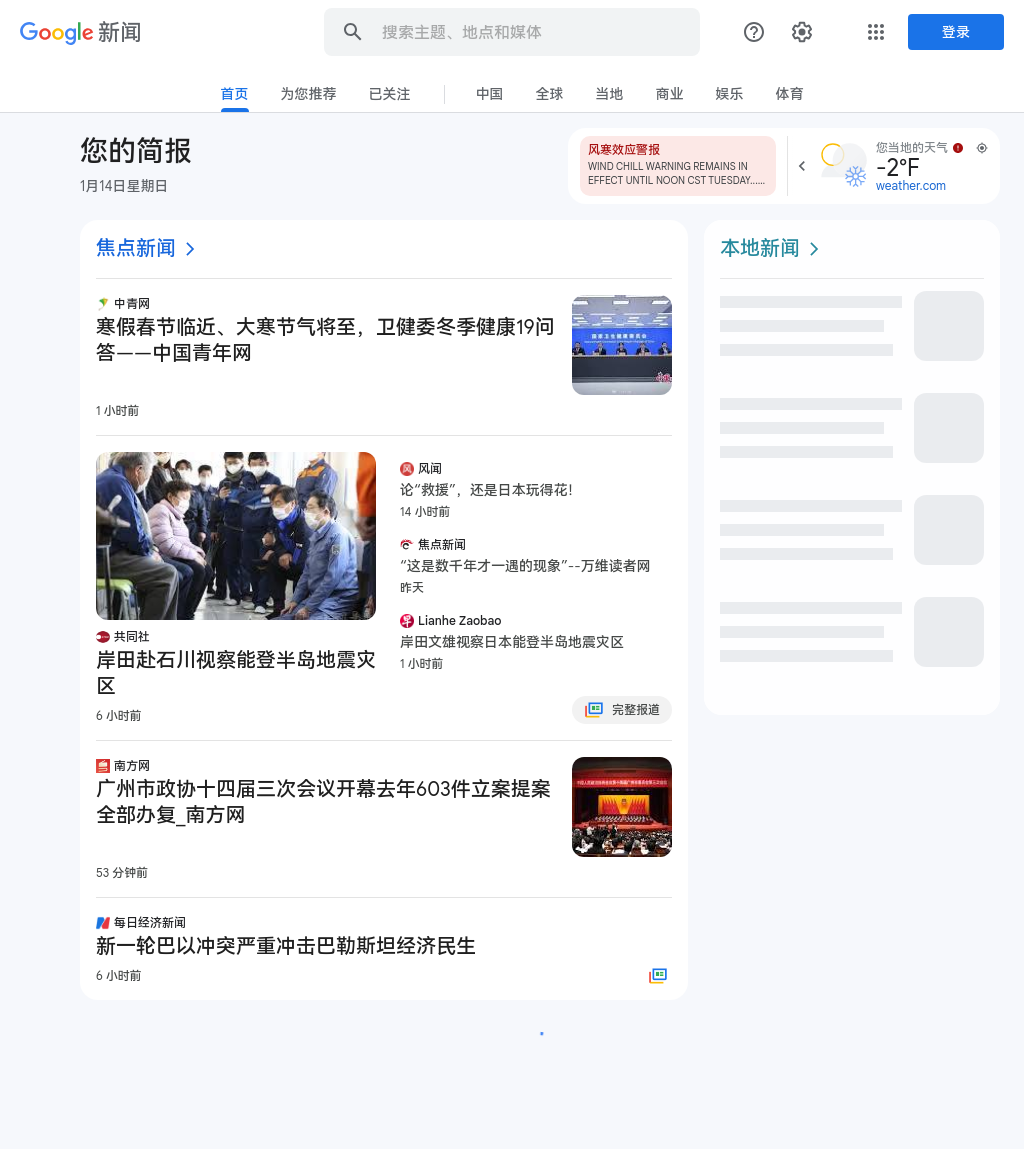 Google 新闻
搜索主题、地点和媒体
登录
首页
为您推荐
已关注
中国
全球
当地
商业
娱乐
体育
您的简报
1月14日星期日
风寒效应警报
WIND CHILL WARNING REMAINS IN
EFFECT UNTIL NOON CST TUESDAY......
您当地的天气
-2°F
weather.com
焦点新闻
中青网
寒假春节临近、大寒节气将至，卫健委冬季健康19问
答——中国青年网
1 小时前
共同社
岸田赴石川视察能登半岛地震灾
区
6 小时前
风闻
论“救援”，还是日本玩得花！
14 小时前
焦点新闻
“这是数千年才一遇的现象”--万维读者网
昨天
Lianhe Zaobao
岸田文雄视察日本能登半岛地震灾区
1 小时前
完整报道
南方网
广州市政协十四届三次会议开幕去年603件立案提案
全部办复_南方网
53 分钟前
每日经济新闻
新一轮巴以冲突严重冲击巴勒斯坦经济民生
6 小时前
本地新闻